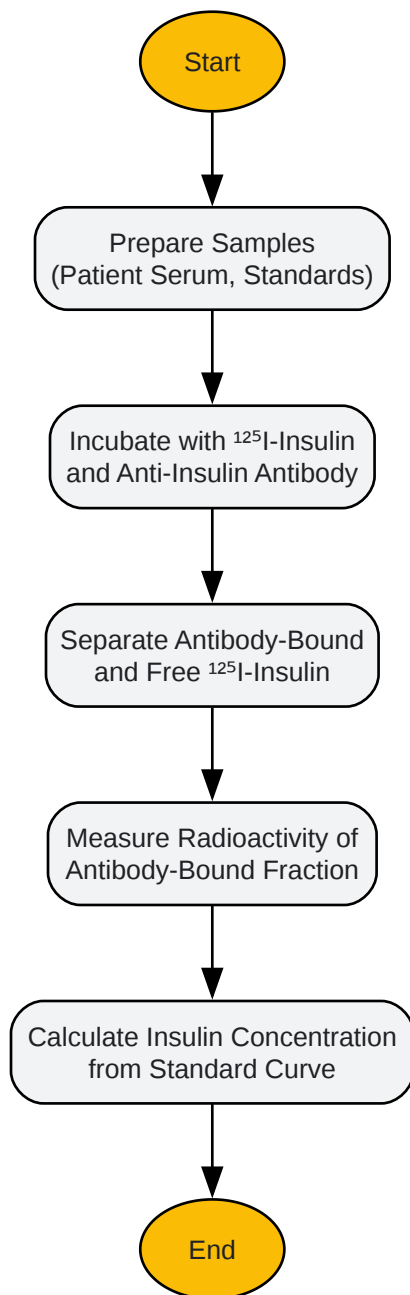 Start
Prepare Samples
(Patient Serum, Standards)
Incubate with ¹²⁵I-Insulin
and Anti-Insulin Antibody
Separate Antibody-Bound
and Free ¹²⁵I-Insulin
Measure Radioactivity of
Antibody-Bound Fraction
Calculate Insulin Concentration
from Standard Curve
End